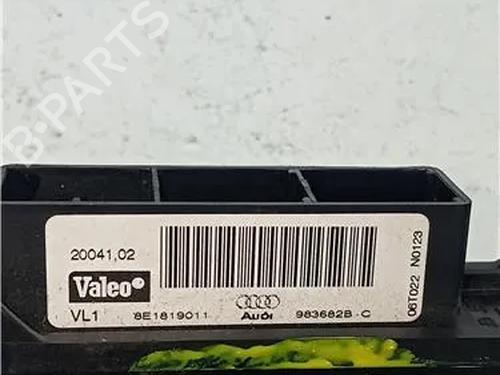 B-PARTS
20041,02
Valeo
VL1
8E1819011
Audi
983682B-C
06T022 N0123